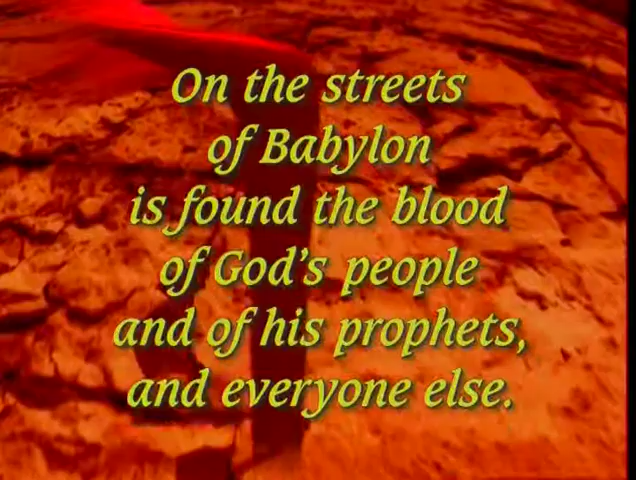 On the streets
of Babylon
is found the blood
of God's people
and of his prophets,
and everyone else.